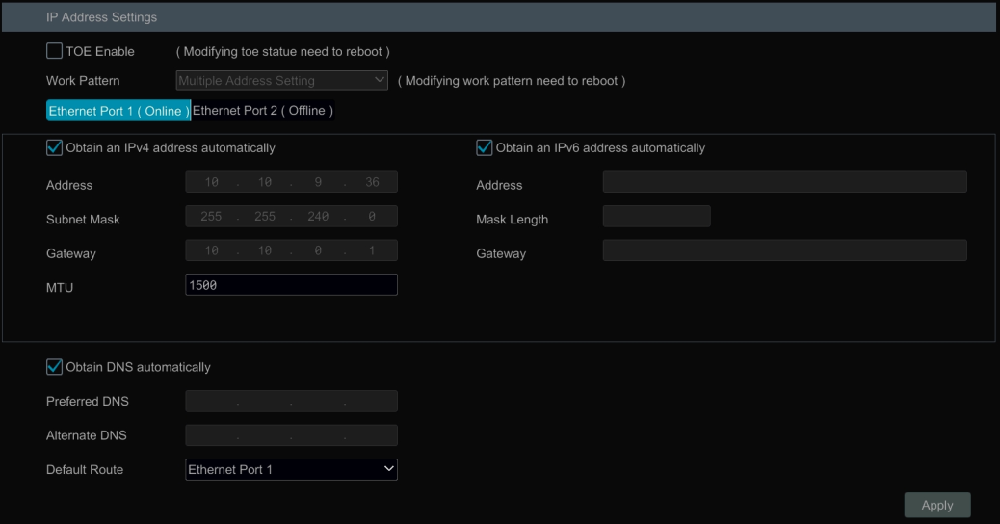 IP Address Settings
TOE Enable ( Modifying toe statue need to reboot )
Work Pattern Multiple Address Setting ( Modifying work pattern need to reboot )
Ethernet Port 1 ( Online ) Ethernet Port 2 ( Offline )
Obtain an IPv4 address automatically Obtain an IPv6 address automatically
Address 10 . 10 . 9 . 36 Address
Subnet Mask 255 . 255 . 240 . 0 Mask Length
Gateway 10 . 10 . 0 . 1 Gateway
MTU 1500
Obtain DNS automatically
Preferred DNS . . .
Alternate DNS . . .
Default Route Ethernet Port 1
Apply